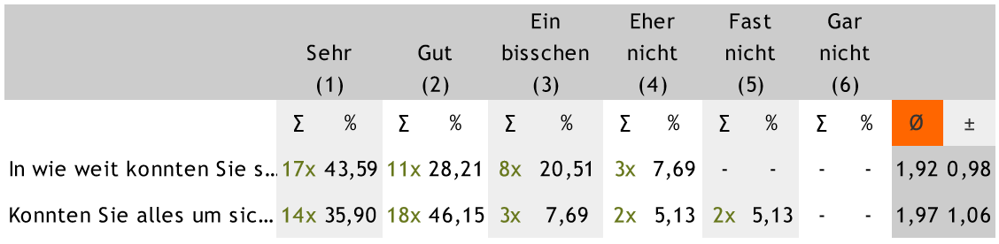 Sehr (1) Gut (2) Ein bisschen (3) Eher nicht (4) Fast nicht (5) Gar nicht (6)
Σ % Σ % Σ % Σ % Σ % Σ % Ø ±
In wie weit konnten Sie s... 17x 43,59 11x 28,21 8x 20,51 3x 7,69 - - - - 1,92 0,98
Konnten Sie alles um sic... 14x 35,90 18x 46,15 3x 7,69 2x 5,13 2x 5,13 - - 1,97 1,06